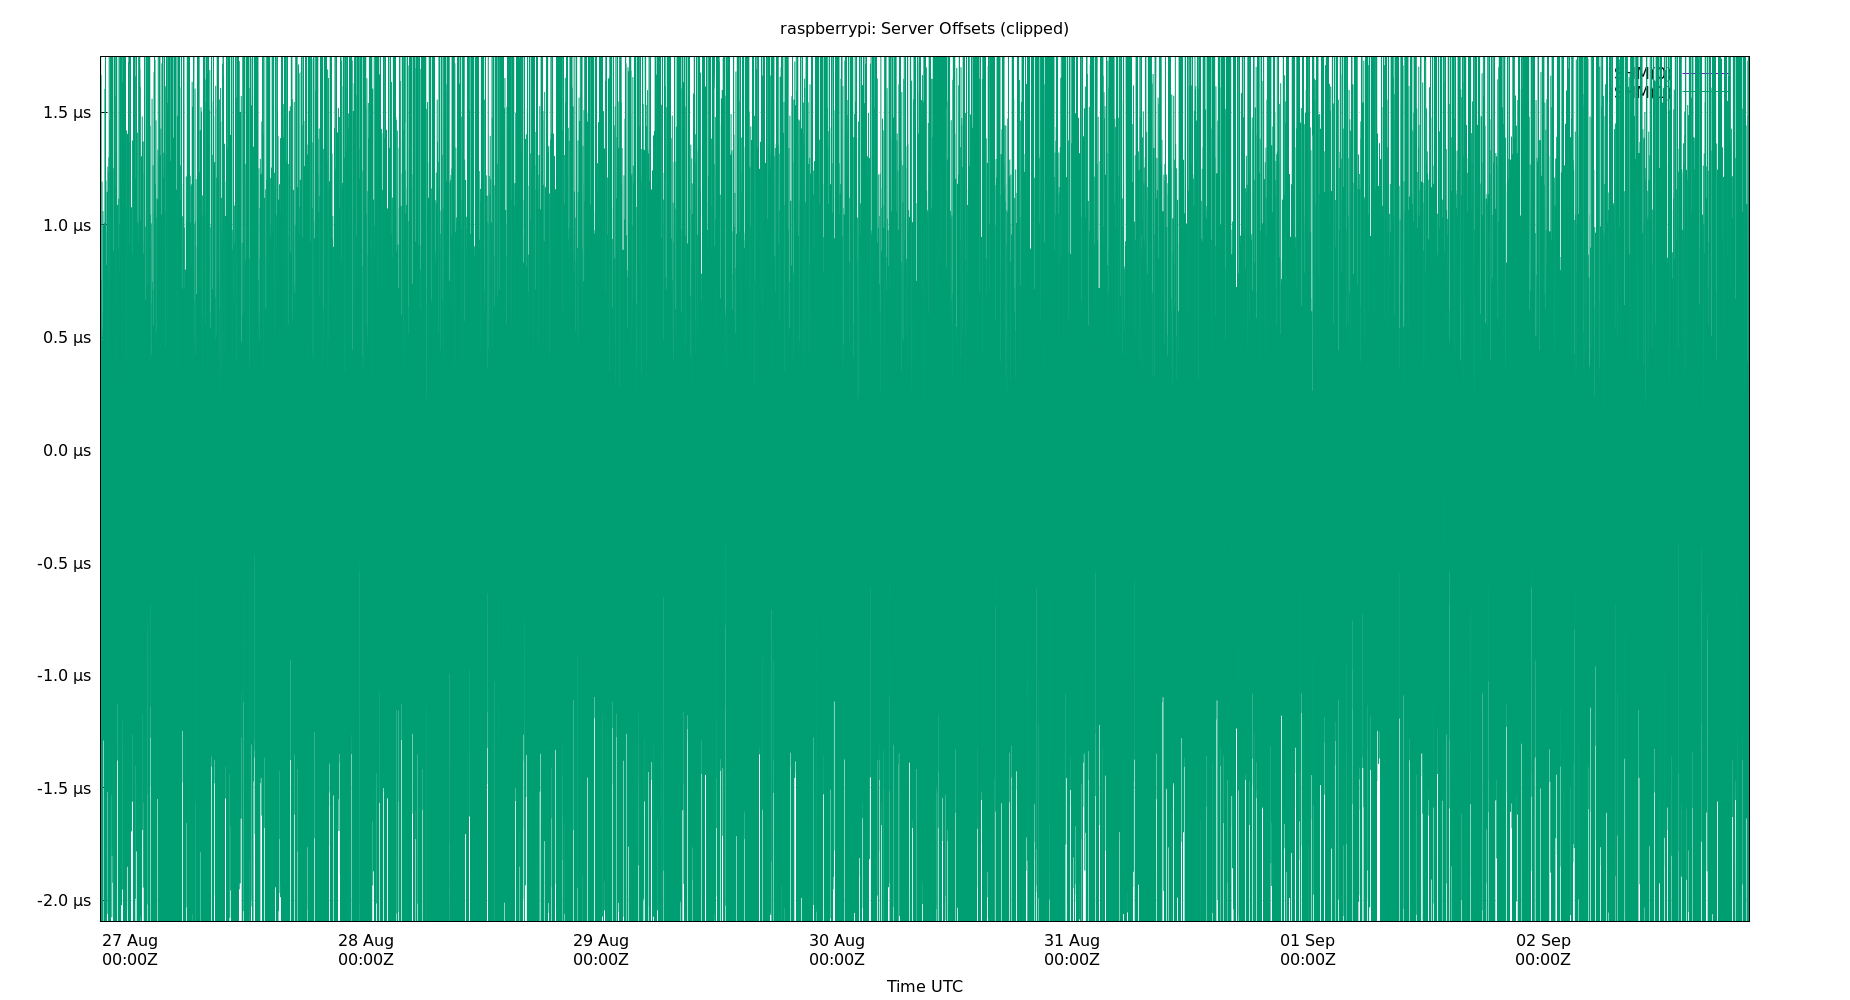 raspberrypi: Server Offsets (clipped)
SHM(0)
1.5 µs
1.0 µs
0.5 µs
0.0 µs
-0.5 µs
-1.0 µs
-1.5 µs
-2.0 µs
27 Aug 28 Aug 29 Aug 30 Aug 31 Aug 01 Sep 02 Sep
00:00Z 00:00Z 00:00Z 00:00Z 00:00Z 00:00Z 00:00Z
Time UTC